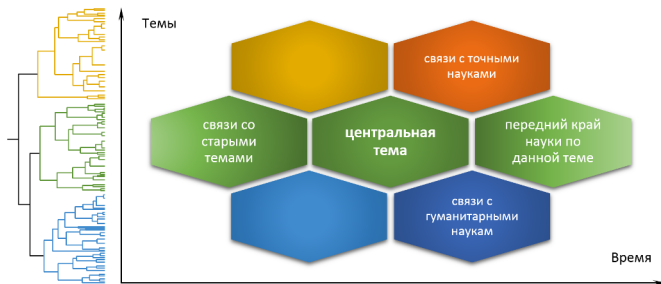 Темы
связи с точными
науками
связи со
старыми
темами
центральная
тема
передний край
науки по
данной теме
связи с
гуманитарными
наукам
Время